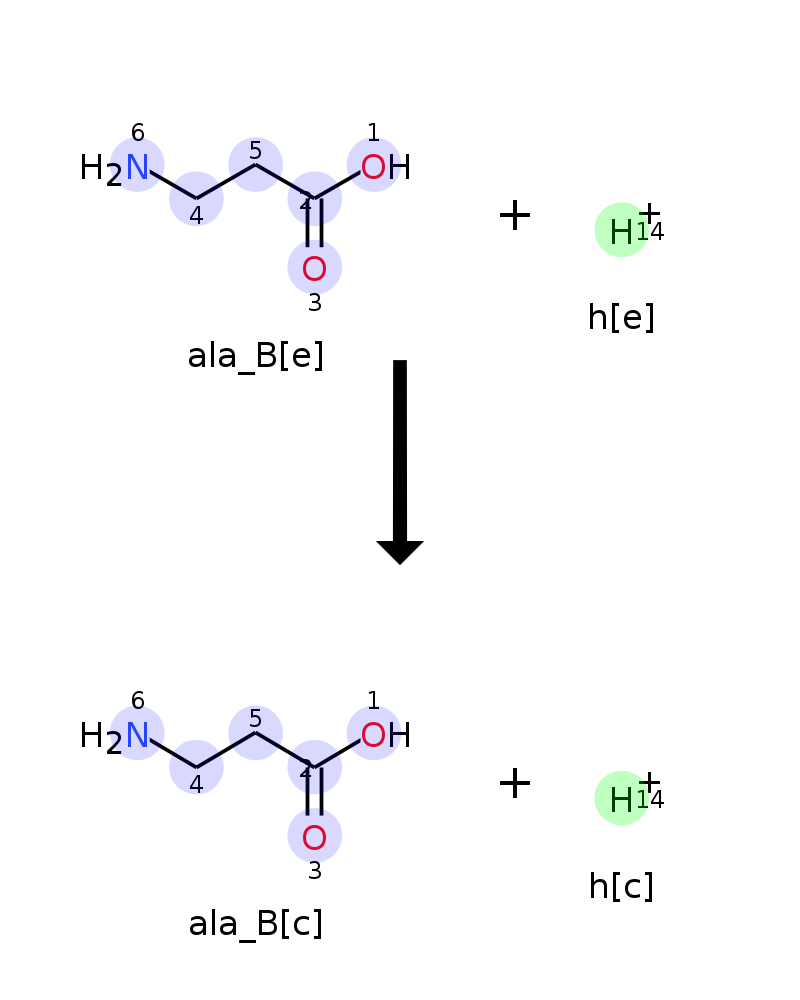 6 5 1
H2N OH
4 2
O
3
+ H+ 14
ala_B[e] h[e]
6 5 1
H2N OH
4 2
O
3
+ H+ 14
ala_B[c] h[c]